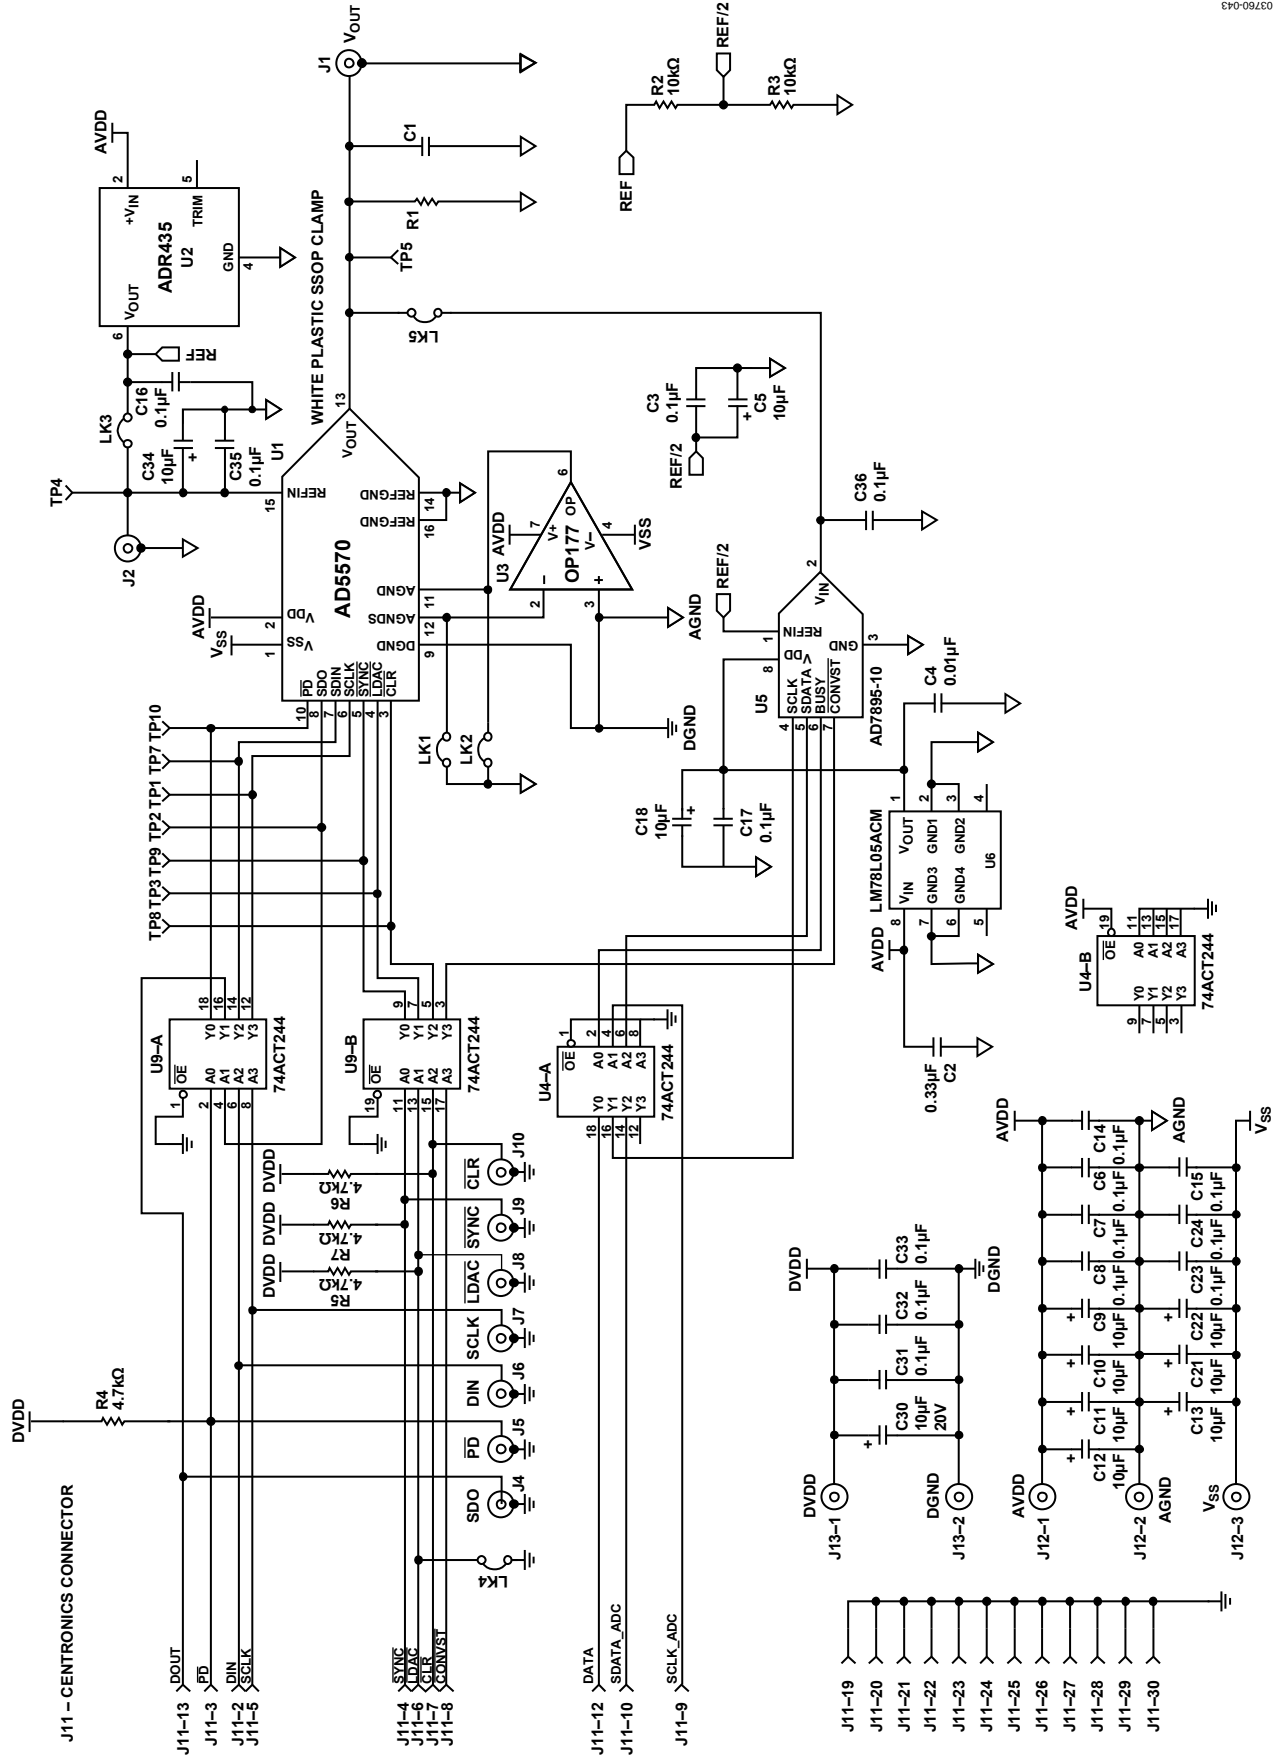 03760-043
J11 – CENTRONICS CONNECTOR
DVDD
R4
4.7kΩ
J11–13
DOUT
J11–3
PD
J11–2
DIN
J11–5
SCLK
SDO
J4
PD
J5
DIN
J6
SCLK
J7
LDAC
J8
SYNC
J9
CLR
J10
DVDD
R5
4.7kΩ
DVDD
R7
4.7kΩ
DVDD
R6
4.7kΩ
LK4
J11–4
SYNC
J11–6
LDAC
J11–7
CLR
J11–8
CONVST
U9–A
OE
1
2 A0 Y0 18
4 A1 Y1 16
6 A2 Y2 14
8 A3 Y3 12
74ACT244
U9–B
OE
19
11 A0 Y0 9
13 A1 Y1 7
15 A2 Y2 5
17 A3 Y3 3
74ACT244
TP8
TP3
TP9
TP2
TP1
TP7
TP10
U1
AD5570
10 PD
8 SDO
7 SDIN
6 SCLK
5 SYNC
4 LDAC
3 CLR
1 VSS
VSS
2 VDD
AVDD
15 REFIN
9 DGND
12 AGNDS
11 AGND
16 REFGND
14 REFGND
VOUT
13
WHITE PLASTIC SSOP CLAMP
J2
TP4
LK3
C34
10µF
+
C35
0.1µF
C16
0.1µF
REF
ADR435
U2
6 VOUT
+VIN 2
AVDD
TRIM
5
GND
4
LK5
TP5
R1
C1
J1
VOUT
LK1
LK2
U3
OP177
OP
AVDD
7
V+
V–
4
VSS
2 –
3 +
6
AGND
DGND
REF
R2
10kΩ
REF/2
R3
10kΩ
REF/2
C3
0.1µF
C5
10µF
+
C36
0.1µF
REF/2
U5
AD7895-10
4 SCLK
5 SDATA
6 BUSY
7 CONVST
8 VDD
1 REFIN
GND 3
VIN
2
C18
10µF
+
C17
0.1µF
C4
0.01µF
LM78L05ACM
U6
AVDD
8 VIN
VOUT 1
7 GND3
GND1 2
6 GND4
GND2 3
5
4
0.33µF
C2
J11–12
DATA
J11–10
SDATA_ADC
J11–9
SCLK_ADC
U4–A
OE
1
18 Y0 A0 2
16 Y1 A1 4
14 Y2 A2 6
12 Y3 A3 8
74ACT244
U4–B
AVDD
OE
19
9 Y0 A0 11
7 Y1 A1 13
5 Y2 A2 15
3 Y3 A3 17
74ACT244
DVDD
J13–1
DGND
J13–2
C30
10µF
20V
+
C31
0.1µF
C32
0.1µF
C33
0.1µF
DVDD
DGND
AVDD
J12–1
J12–2
AGND
VSS
J12–3
C12
10µF
+
C11
10µF
+
C10
10µF
+
C9
10µF
+
C8
0.1µF
C7
0.1µF
C6
0.1µF
C14
0.1µF
C13
10µF
+
C21
10µF
+
C22
10µF
+
C23
0.1µF
C24
0.1µF
C15
0.1µF
AVDD
AGND
VSS
J11–19
J11–20
J11–21
J11–22
J11–23
J11–24
J11–25
J11–26
J11–27
J11–28
J11–29
J11–30